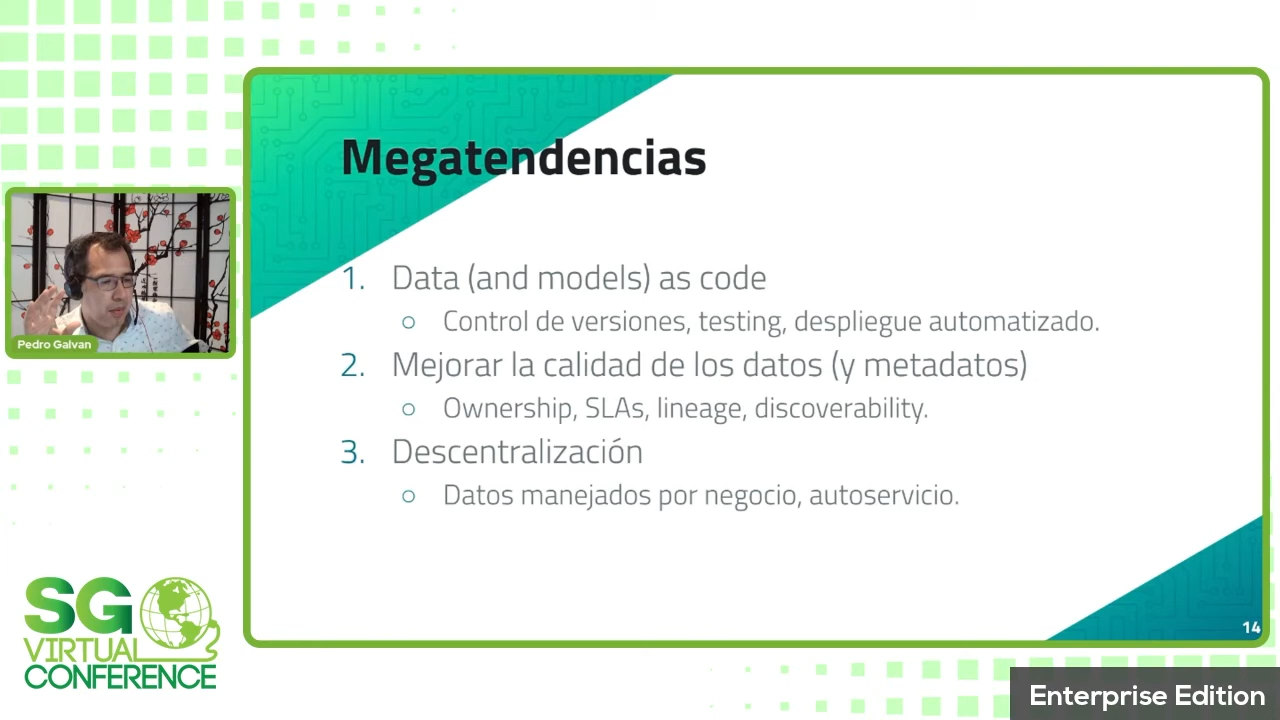 Megatendencias
1. Data (and models) as code
○ Control de versiones, testing, despliegue automatizado.
2. Mejorar la calidad de los datos (y metadatos)
○ Ownership, SLAs, lineage, discoverability.
3. Descentralización
○ Datos manejados por negocio, autoservicio.
14
Pedro Galvan
SG
VIRTUAL
CONFERENCE
Enterprise Edition